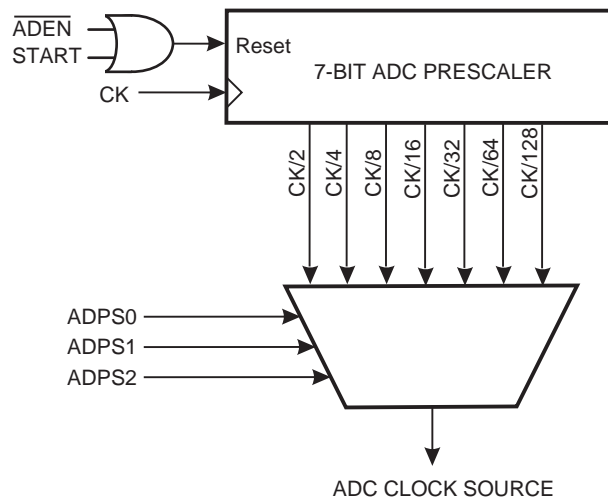 ADEN
START
Reset
7-BIT ADC PRESCALER
CK
CK/2
CK/4
CK/8
CK/16
CK/32
CK/64
CK/128
ADPS0
ADPS1
ADPS2
ADC CLOCK SOURCE